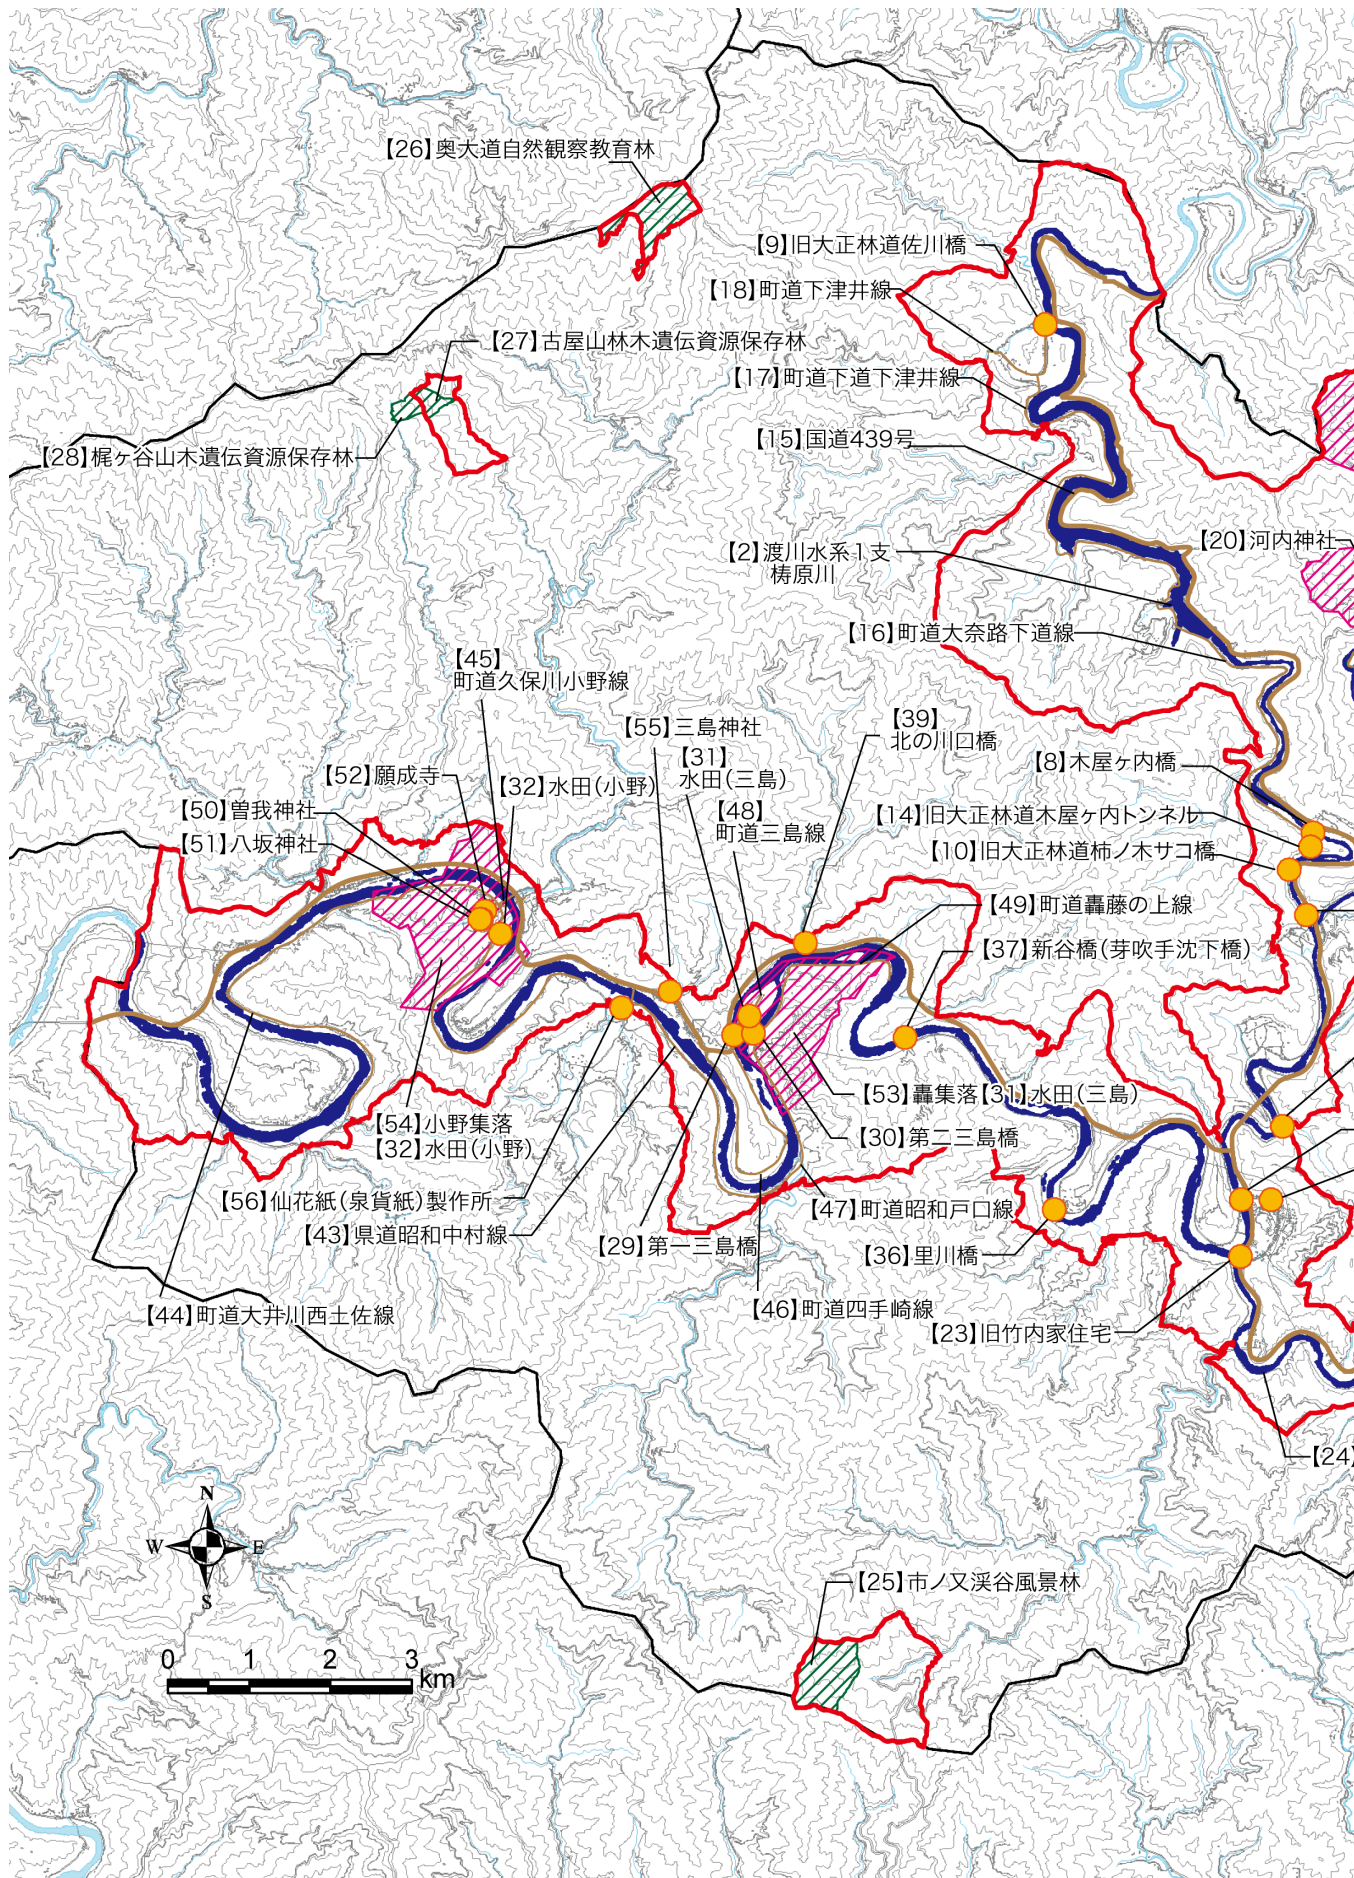 【26】奥大道自然観察教育林
【9】旧大正林道佐川橋
【18】町道下津井線
【27】古屋山林木遺伝資源保存林
【17】町道下道下津井線
【15】国道439号
【28】梶ヶ谷山木遺伝資源保存林
【20】河内神社
【2】渡川水系1支
梼原川
【16】町道大奈路下道線
【45】
町道久保川小野線
【55】三島神社
【39】
北の川口橋
【31】
水田(三島)
【8】木屋ヶ内橋
【52】願成寺
【32】水田(小野)
【50】曽我神社
【48】
町道三島線
【14】旧大正林道木屋ヶ内トンネル
【51】八坂神社
【10】旧大正林道柿ノ木サコ橋
【49】町道轟藤の上線
【37】新谷橋(芽吹手沈下橋)
【53】轟集落【31】水田(三島)
【54】小野集落
【32】水田(小野)
【30】第二三島橋
【56】仙花紙(泉貨紙)製作所
【47】町道昭和戸口線
【43】県道昭和中村線
【29】第一三島橋
【36】里川橋
【44】町道大井川西土佐線
【46】町道四手崎線
【23】旧竹内家住宅
【24】
N
W E
S
【25】市ノ又渓谷風景林
0 1 2 3
km